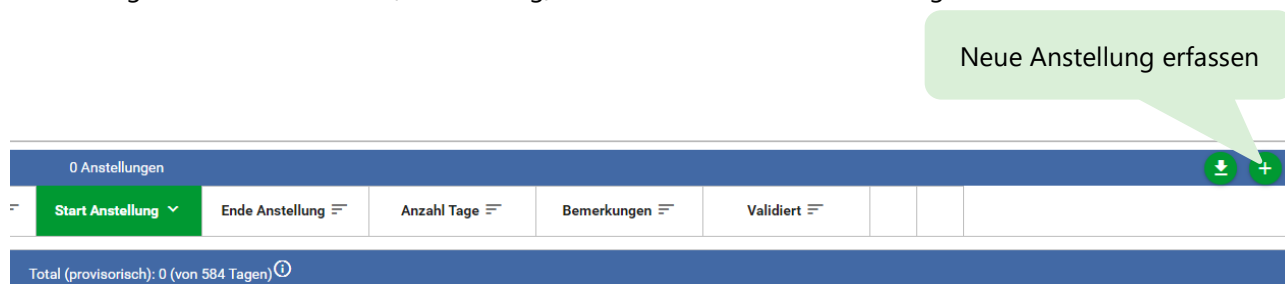 Neue Anstellung erfassen
0 Anstellungen
Start Anstellung Ende Anstellung Anzahl Tage Bemerkungen Validiert
Total (provisorisch): 0 (von 584 Tagen)